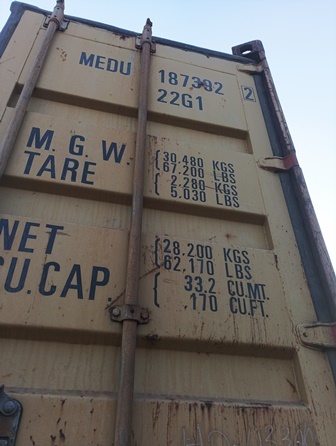 MEDU 187392 2
22G1
M. G. W. 30.480 KGS
67.200 LBS
TARE 2.280 KGS
5.030 LBS
NET 28.200 KGS
62,170 LBS
CU.CAP. 33.2 CU.MT.
.170 CU.FT.